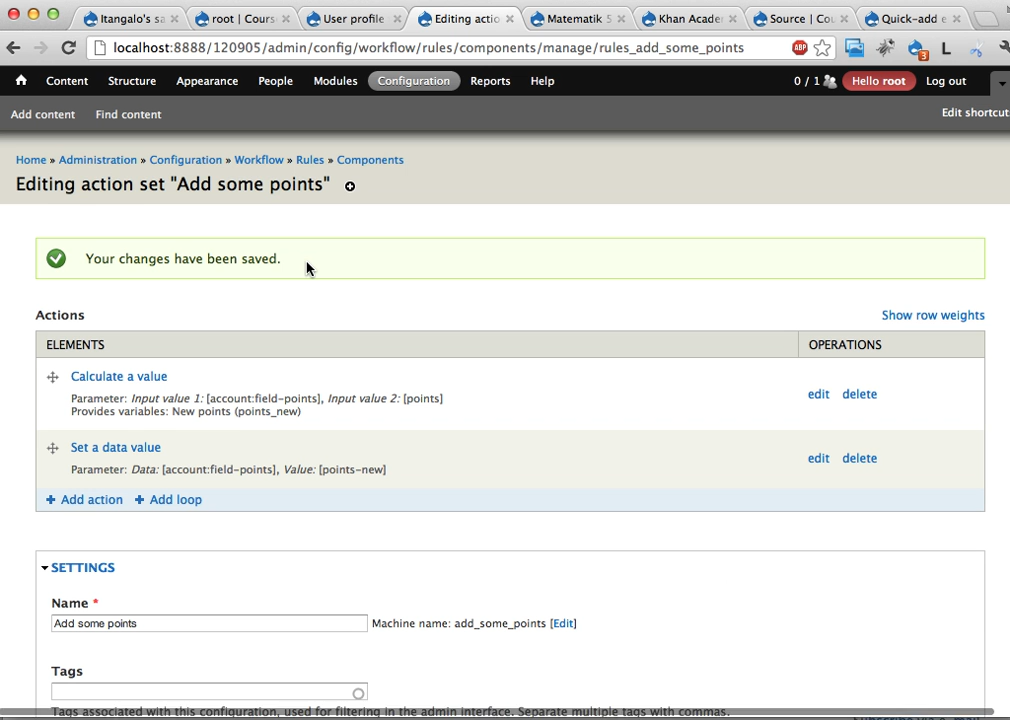 Itangalo's sa
root | Cours
User profile
Editing actio
Matematik 5
Khan Acade
Source | Cou
Quick-add e
localhost:8888/120905/admin/config/workflow/rules/components/manage/rules_add_some_points
ABP
3
L
Content Structure Appearance People Modules Configuration Reports Help 0 / 1 Hello root Log out
Add content Find content Edit shortcut
Home » Administration » Configuration » Workflow » Rules » Components
Editing action set "Add some points"
Your changes have been saved.
Actions Show row weights
ELEMENTS OPERATIONS
Calculate a value
Parameter: Input value 1: [account:field-points], Input value 2: [points]
Provides variables: New points (points_new)
edit delete
Set a data value
Parameter: Data: [account:field-points], Value: [points-new]
edit delete
+ Add action + Add loop
SETTINGS
Name *
Add some points Machine name: add_some_points [Edit]
Tags
Tags associated with this configuration, used for filtering in the admin interface. Separate multiple tags with commas.